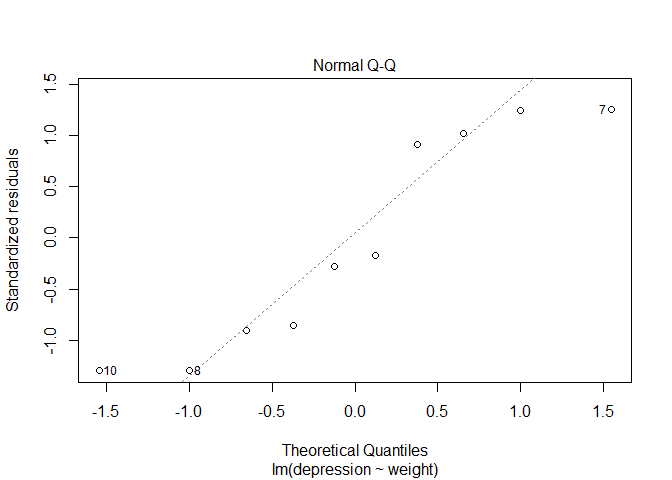 Normal Q-Q
Standardized residuals
1.5
1.0
0.5
0.0
-0.5
-1.0
7
10
8
-1.5 -1.0 -0.5 0.0 0.5 1.0 1.5
Theoretical Quantiles
lm(depression ~ weight)